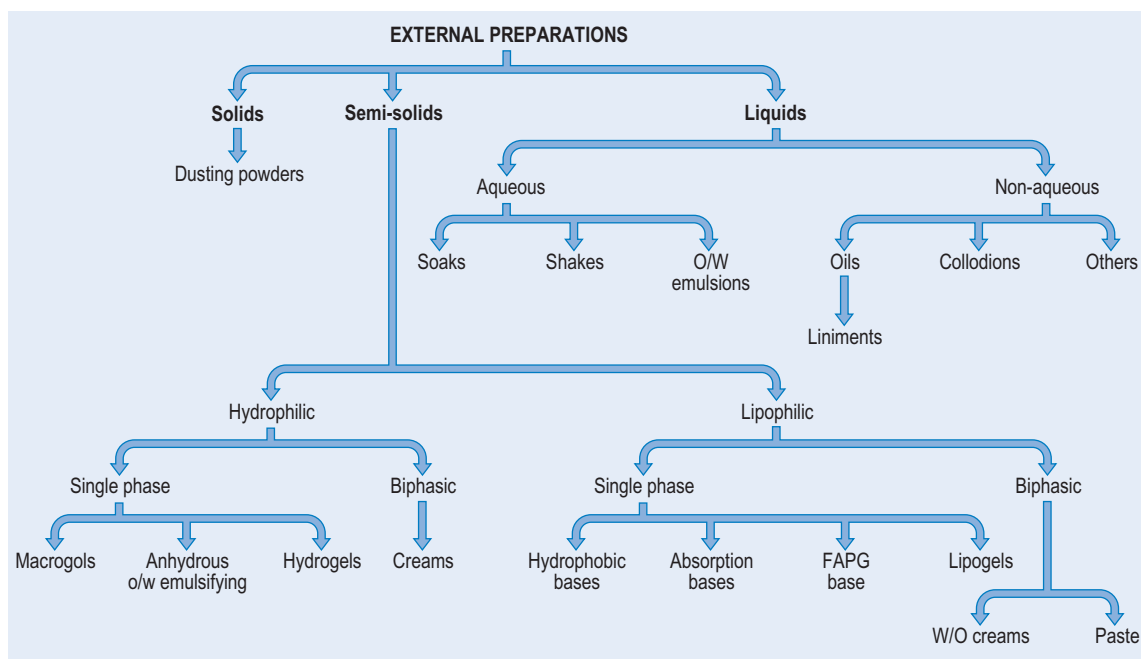 EXTERNAL PREPARATIONS
Solids
Semi-solids
Liquids
Dusting powders
Aqueous
Non-aqueous
Soaks
Shakes
O/W
emulsions
Oils
Collodions
Others
Liniments
Hydrophilic
Lipophilic
Single phase
Biphasic
Single phase
Biphasic
Macrogols
Anhydrous
o/w emulsifying
Hydrogels
Creams
Hydrophobic
bases
Absorption
bases
FAPG
base
Lipogels
W/O creams
Paste